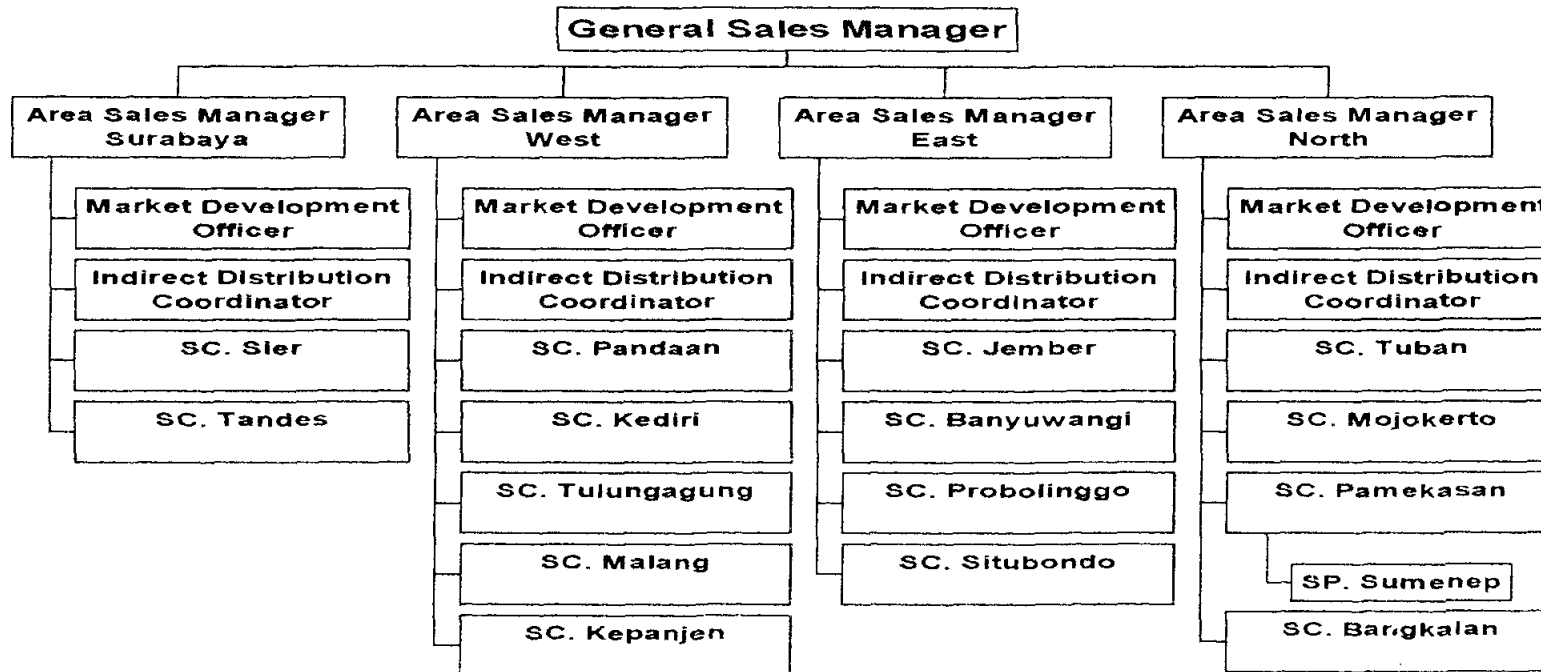 General Sales Manager
Area Sales Manager
Surabaya
Market Development
Officer
Indirect Distribution
Coordinator
SC. Sier
SC. Tandes
Area Sales Manager
West
Market Development
Officer
Indirect Distribution
Coordinator
SC. Pandaan
SC. Kediri
SC. Tulungagung
SC. Malang
SC. Kepanjen
Area Sales Manager
East
Market Development
Officer
Indirect Distribution
Coordinator
SC. Jember
SC. Banyuwangi
SC. Probolinggo
SC. Situbondo
Area Sales Manager
North
Market Development
Officer
Indirect Distribution
Coordinator
SC. Tuban
SC. Mojokerto
SC. Pamekasan
SP. Sumenep
SC. Bangkalan